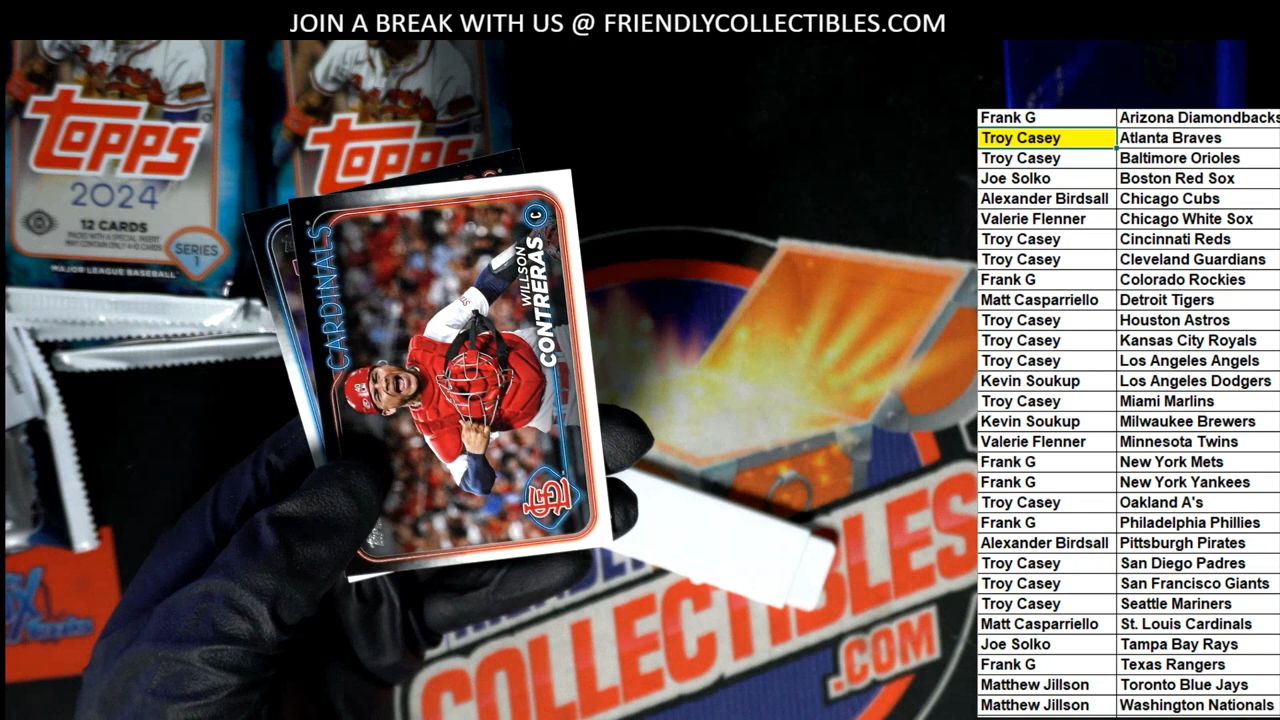 JOIN A BREAK WITH US @ FRIENDLYCOLLECTIBLES.COM
TOPPS
2024
12 CARDS
SERIES
1
MAJOR LEAGUE BASEBALL
TOPPS
CARDINALS
WILLSON
CONTRERAS
C
STL
COLLECTIBLES
.COM
Frank G Arizona Diamondbacks
Troy Casey Atlanta Braves
Troy Casey Baltimore Orioles
Joe Solko Boston Red Sox
Alexander Birdsall Chicago Cubs
Valerie Flenner Chicago White Sox
Troy Casey Cincinnati Reds
Troy Casey Cleveland Guardians
Frank G Colorado Rockies
Matt Casparriello Detroit Tigers
Troy Casey Houston Astros
Troy Casey Kansas City Royals
Troy Casey Los Angeles Angels
Kevin Soukup Los Angeles Dodgers
Troy Casey Miami Marlins
Kevin Soukup Milwaukee Brewers
Valerie Flenner Minnesota Twins
Frank G New York Mets
Frank G New York Yankees
Troy Casey Oakland A's
Frank G Philadelphia Phillies
Alexander Birdsall Pittsburgh Pirates
Troy Casey San Diego Padres
Troy Casey San Francisco Giants
Troy Casey Seattle Mariners
Matt Casparriello St. Louis Cardinals
Joe Solko Tampa Bay Rays
Frank G Texas Rangers
Matthew Jillson Toronto Blue Jays
Matthew Jillson Washington Nationals